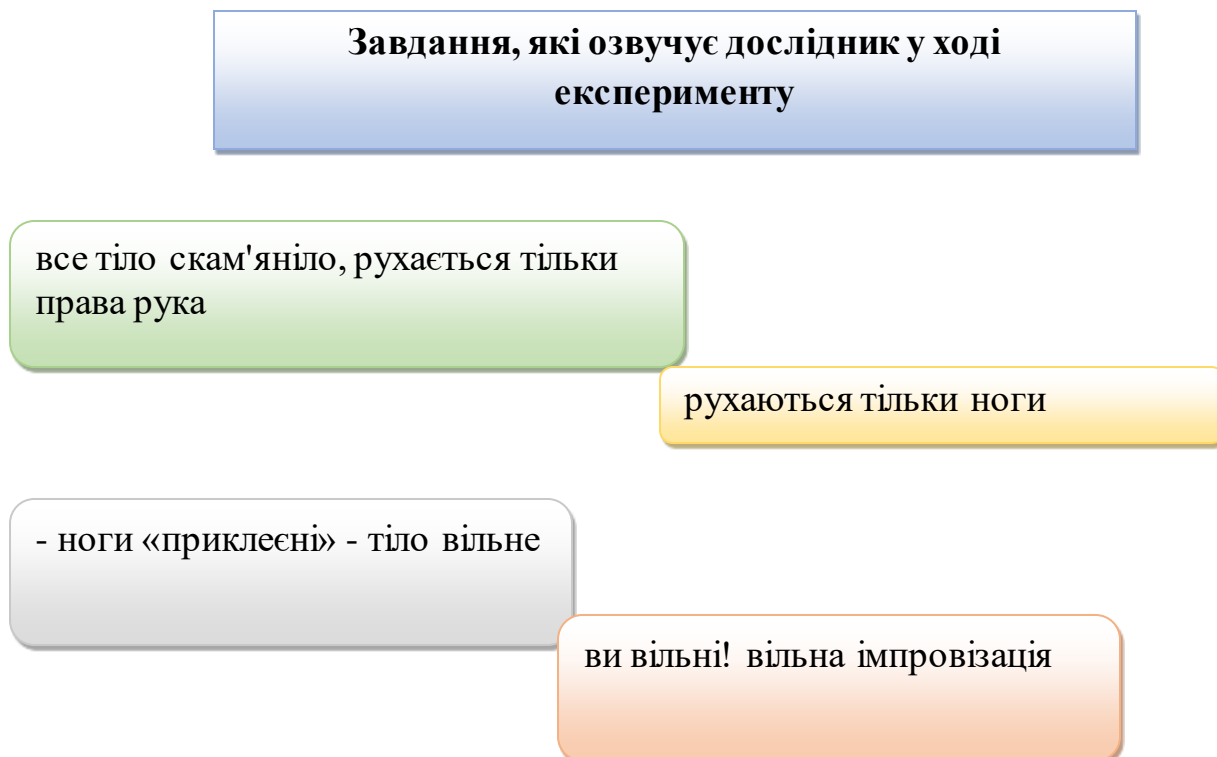 Завдання, які озвучує дослідник у ході
експерименту
все тіло скам'яніло, рухається тільки
права рука
рухаються тільки ноги
- ноги «приклеєні» - тіло вільне
ви вільні! вільна імпровізація